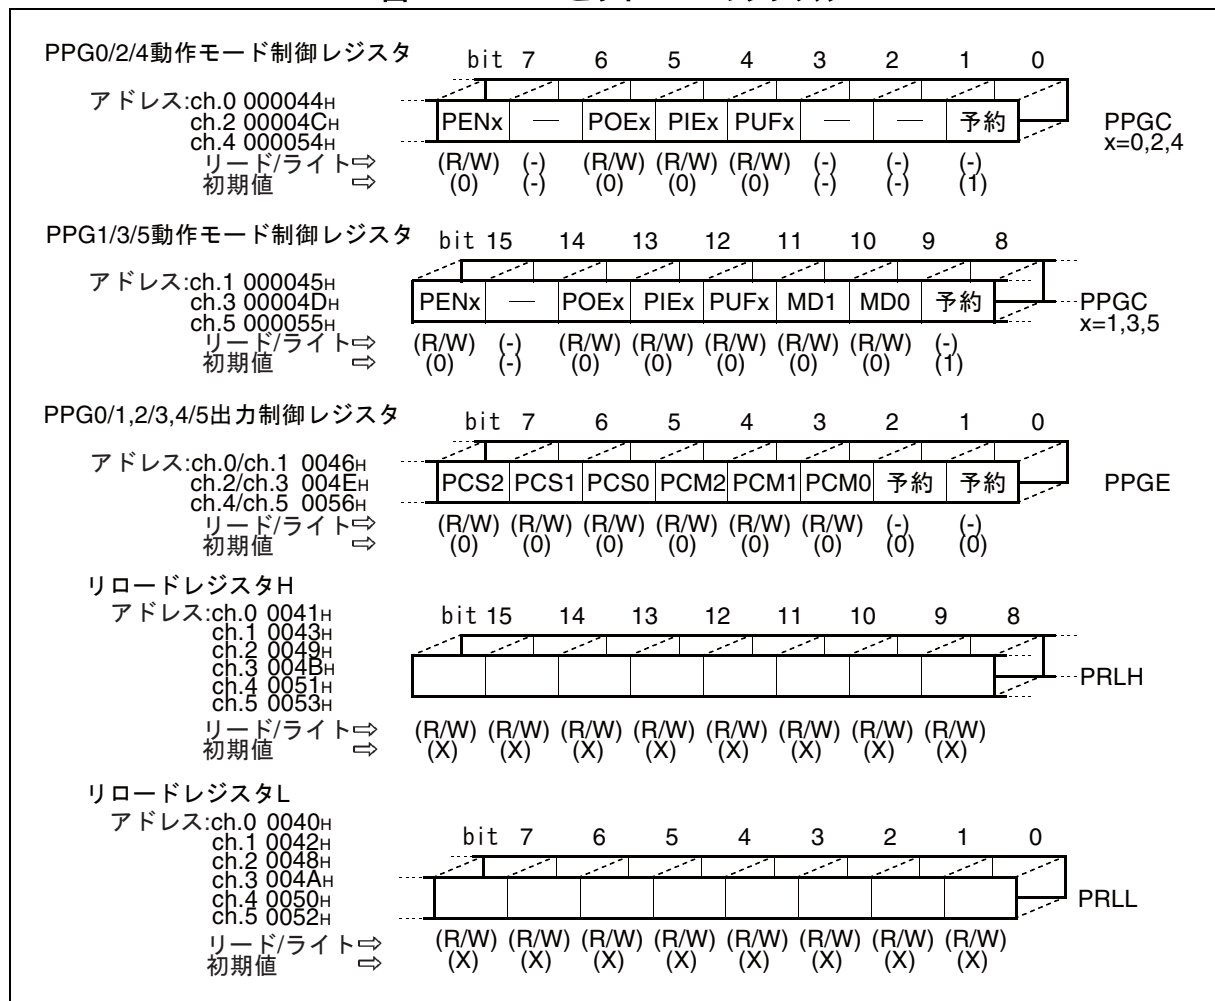 PPG0/2/4動作モード制御レジスタ
bit 7 6 5 4 3 2 1 0
アドレス:ch.0 000044H
ch.2 00004CH
ch.4 000054H
PENx — POEx PIEx PUFx — — 予約
PPGC
x=0,2,4
リード/ライト⇨ (R/W) (-) (R/W) (R/W) (R/W) (-) (-) (-)
初期値 ⇨ (0) (-) (0) (0) (0) (-) (-) (1)
PPG1/3/5動作モード制御レジスタ
bit 15 14 13 12 11 10 9 8
アドレス:ch.1 000045H
ch.3 00004DH
ch.5 000055H
PENx — POEx PIEx PUFx MD1 MD0 予約
PPGC
x=1,3,5
リード/ライト⇨ (R/W) (-) (R/W) (R/W) (R/W) (R/W) (R/W) (-)
初期値 ⇨ (0) (-) (0) (0) (0) (0) (0) (1)
PPG0/1,2/3,4/5出力制御レジスタ
bit 7 6 5 4 3 2 1 0
アドレス:ch.0/ch.1 0046H
ch.2/ch.3 004EH
ch.4/ch.5 0056H
PCS2 PCS1 PCS0 PCM2 PCM1 PCM0 予約 予約
PPGE
リード/ライト⇨ (R/W) (R/W) (R/W) (R/W) (R/W) (R/W) (-) (-)
初期値 ⇨ (0) (0) (0) (0) (0) (0) (0) (0)
リロードレジスタH
アドレス:ch.0 0041H
ch.1 0043H
ch.2 0049H
ch.3 004BH
ch.4 0051H
ch.5 0053H
bit 15 14 13 12 11 10 9 8
PRLH
リード/ライト⇨ (R/W) (R/W) (R/W) (R/W) (R/W) (R/W) (R/W) (R/W)
初期値 ⇨ (X) (X) (X) (X) (X) (X) (X) (X)
リロードレジスタL
アドレス:ch.0 0040H
ch.1 0042H
ch.2 0048H
ch.3 004AH
ch.4 0050H
ch.5 0052H
bit 7 6 5 4 3 2 1 0
PRLL
リード/ライト⇨ (R/W) (R/W) (R/W) (R/W) (R/W) (R/W) (R/W) (R/W)
初期値 ⇨ (X) (X) (X) (X) (X) (X) (X) (X)